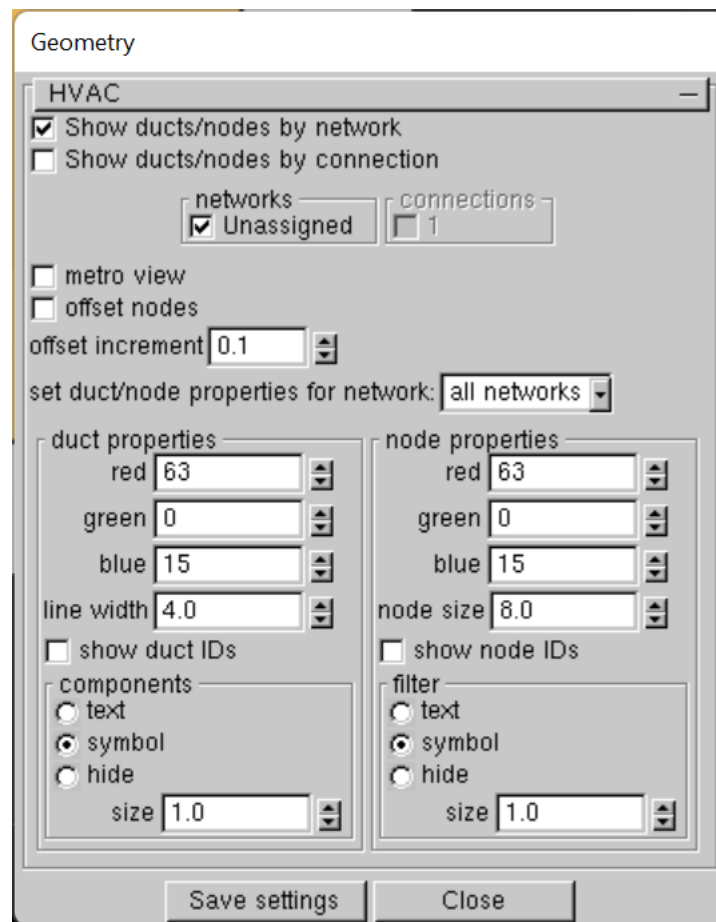 Geometry
HVAC
Show ducts/nodes by network
Show ducts/nodes by connection
networks connections
Unassigned 1
metro view
offset nodes
offset increment 0.1
set duct/node properties for network: all networks
duct properties node properties
red 63 red 63
green 0 green 0
blue 15 blue 15
line width 4.0 node size 8.0
show duct IDs show node IDs
components filter
text text
symbol symbol
hide hide
size 1.0 size 1.0
Save settings Close